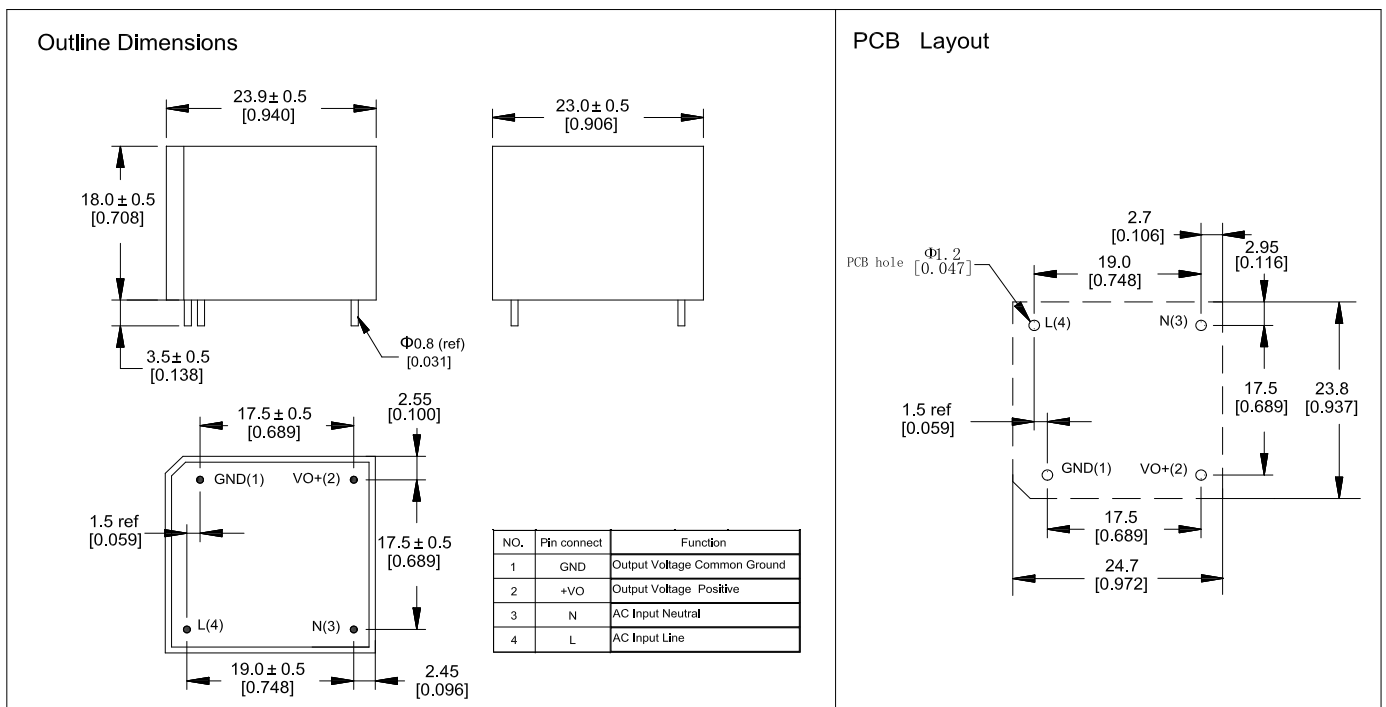 Outline Dimensions
23.9 ± 0.5
[0.940]
23.0 ± 0.5
[0.906]
18.0 ± 0.5
[0.708]
3.5 ± 0.5
[0.138]
Φ0.8 (ref)
[0.031]
17.5 ± 0.5
[0.689]
2.55
[0.100]
GND(1)
VO+(2)
1.5 ref
[0.059]
17.5 ± 0.5
[0.689]
L(4)
N(3)
19.0 ± 0.5
[0.748]
2.45
[0.096]
NO. Pin connect Function
1 GND Output Voltage Common Ground
2 +VO Output Voltage Positive
3 N AC Input Neutral
4 L AC Input Line
PCB Layout
2.7
[0.106]
2.95
[0.116]
PCB hole Φ1.2
[0.047]
19.0
[0.748]
L(4)
N(3)
17.5
[0.689]
23.8
[0.937]
1.5 ref
[0.059]
GND(1)
VO+(2)
17.5
[0.689]
24.7
[0.972]